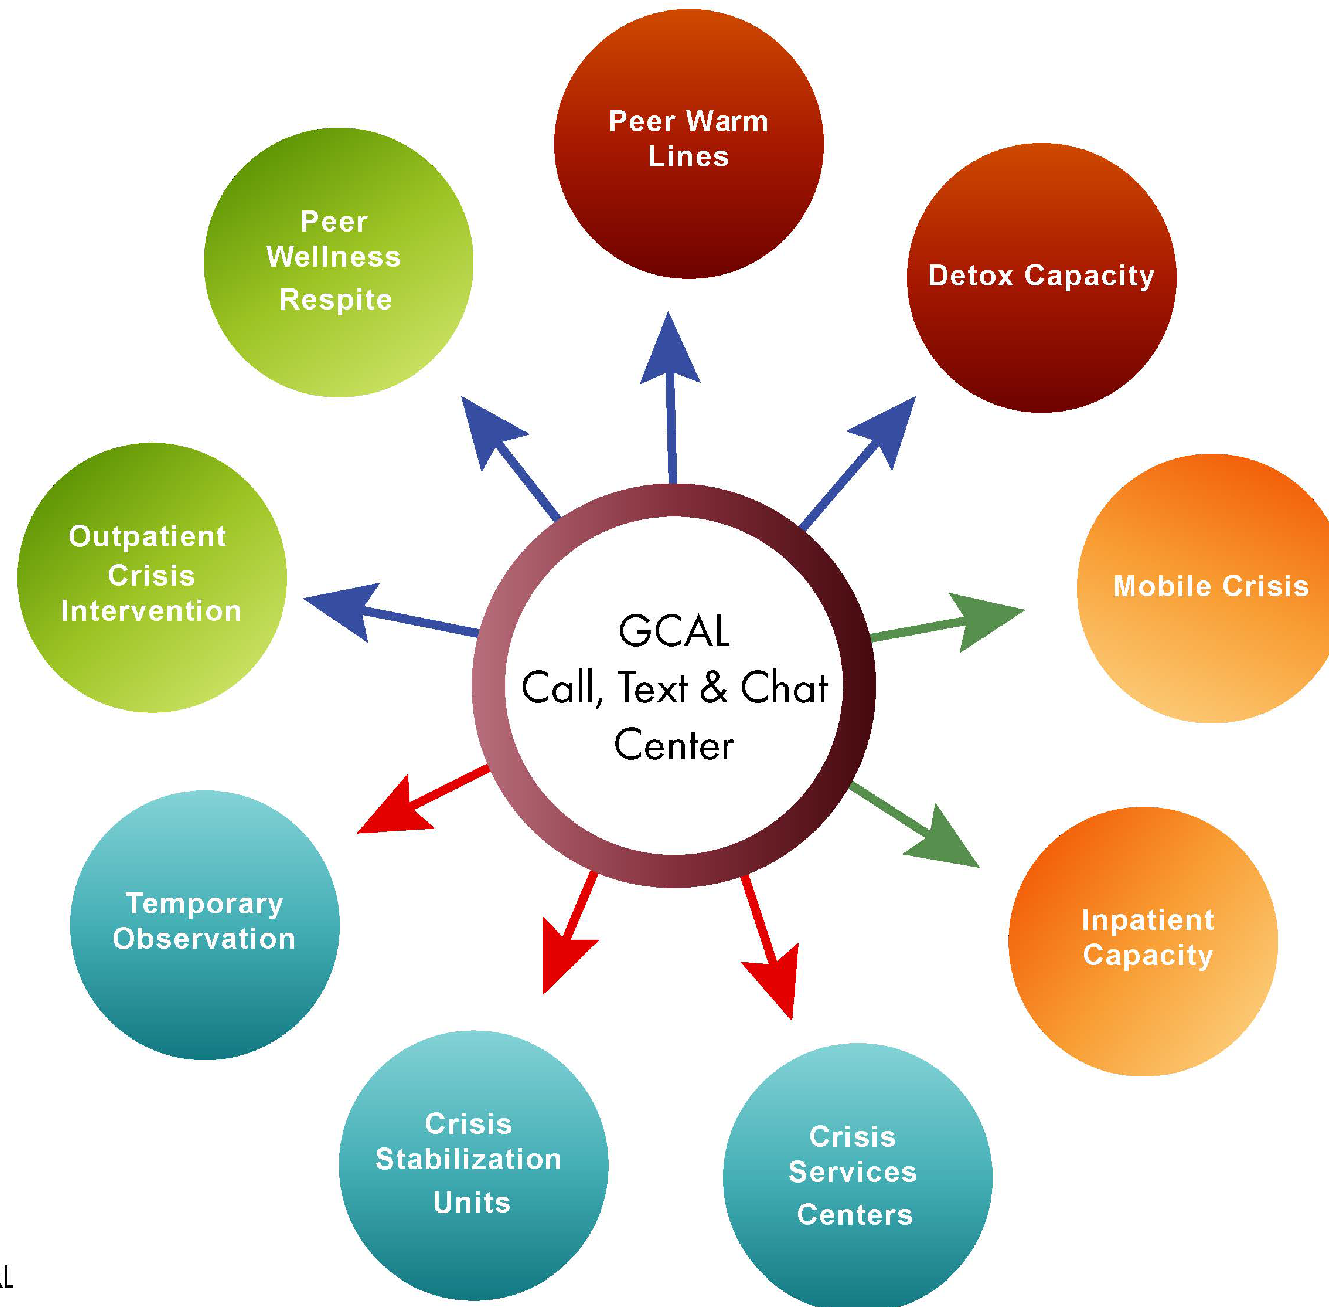 Peer Warm
Lines
Peer
Wellness
Respite
Detox Capacity
Outpatient
Crisis
Intervention
Mobile Crisis
GCAL
Call, Text & Chat
Center
Temporary
Observation
Inpatient
Capacity
Crisis
Stabilization
Units
Crisis
Services
Centers